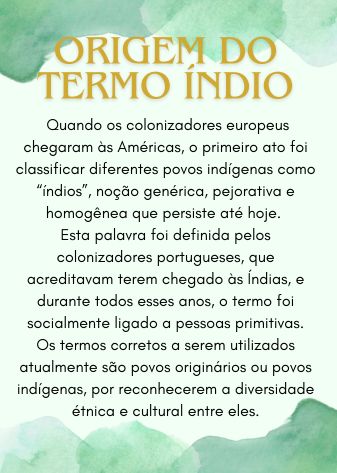 ORIGEM DO
TERMO ÍNDIO
Quando os colonizadores europeus
chegaram às Américas, o primeiro ato foi
classificar diferentes povos indígenas como
“índios”, noção genérica, pejorativa e
homogênea que persiste até hoje.
Esta palavra foi definida pelos
colonizadores portugueses, que
acreditavam terem chegado às Índias, e
durante todos esses anos, o termo foi
socialmente ligado a pessoas primitivas.
Os termos corretos a serem utilizados
atualmente são povos originários ou povos
indígenas, por reconhecerem a diversidade
étnica e cultural entre eles.